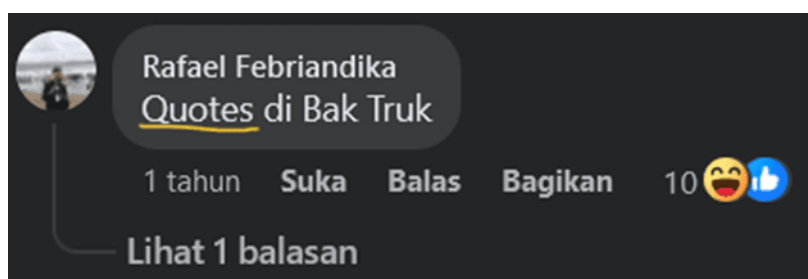 Rafael Febriandika
Quotes di Bak Truk
1 tahun Suka Balas Bagikan 10
Lihat 1 balasan